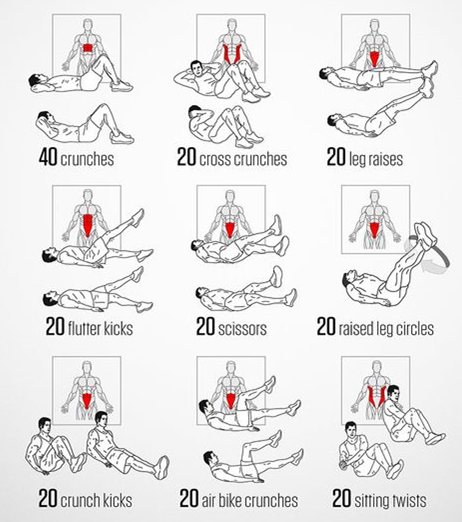 40 crunches
20 cross crunches
20 leg raises
20 flutter kicks
20 scissors
20 raised leg circles
20 crunch kicks
20 air bike crunches
20 sitting twists